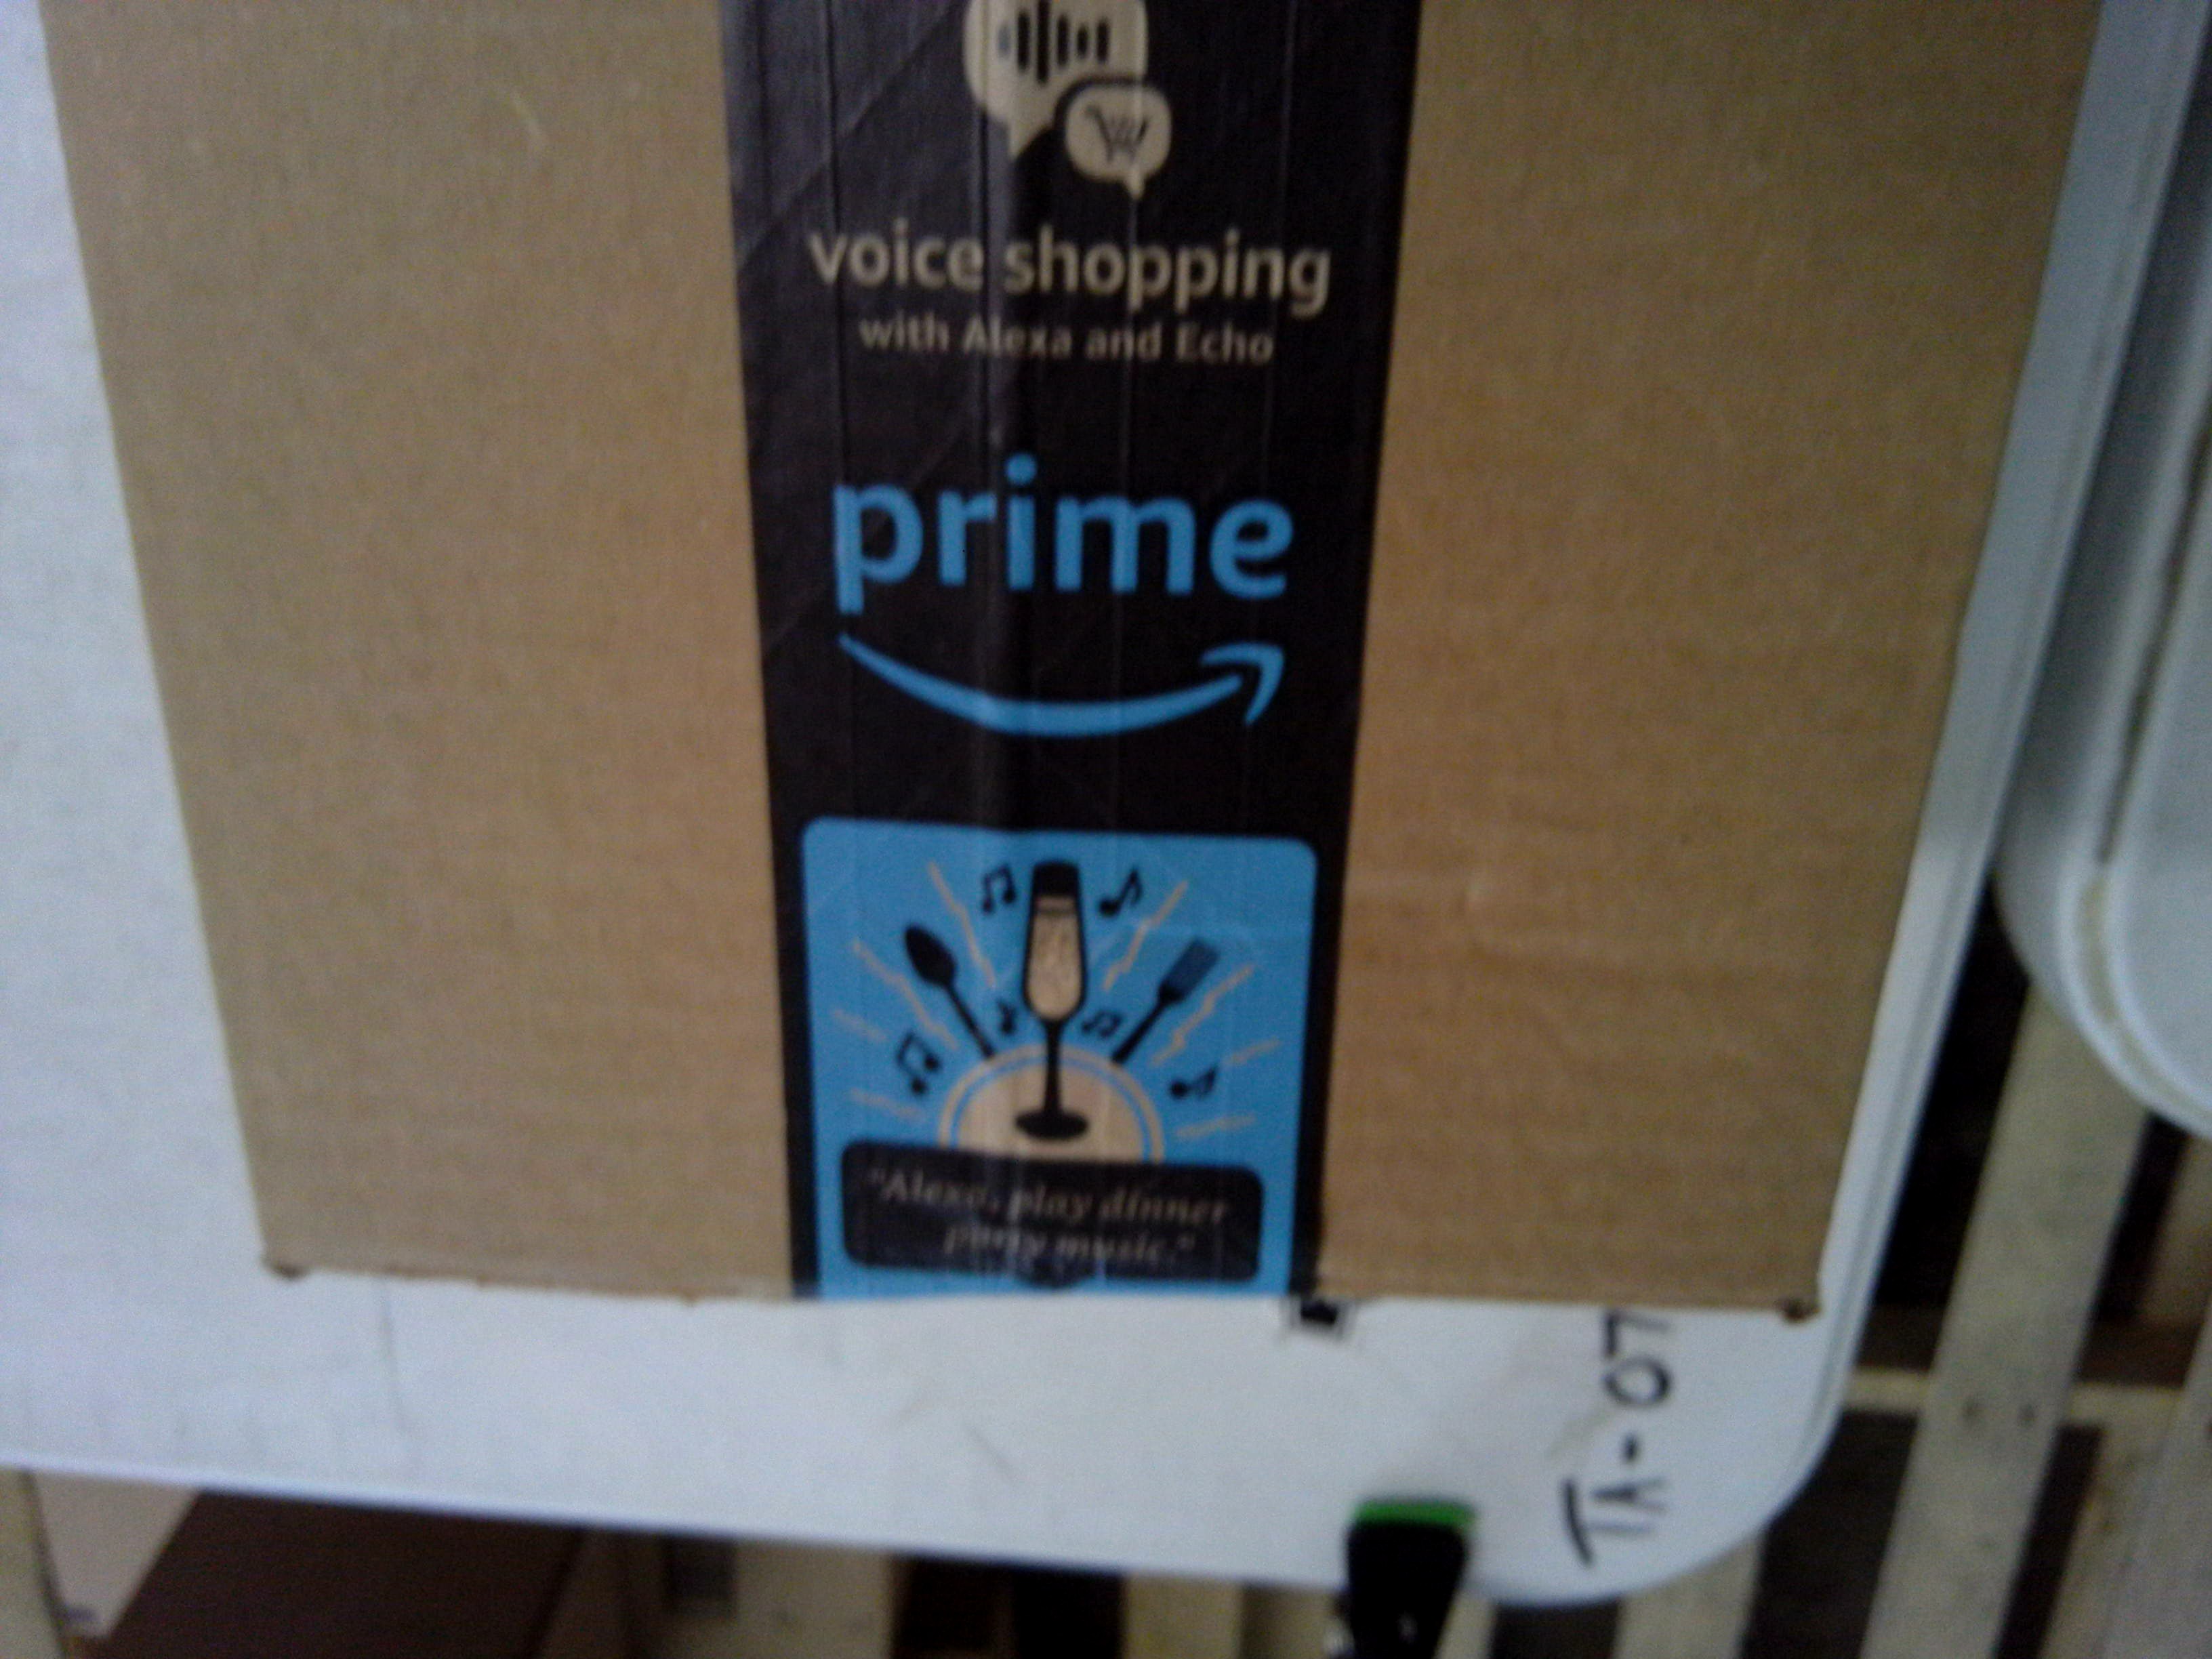 voice shopping
with Alexa and Echo
prime
"Alexa, play dinner
party music."
TA-07